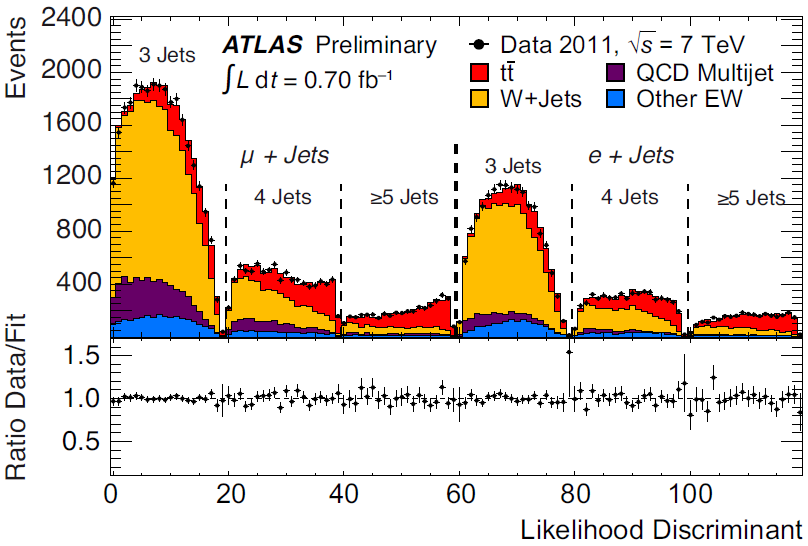 ATLAS Preliminary
∫L dt = 0.70 fb⁻¹
Data 2011, √s = 7 TeV
tt̄
W+Jets
QCD Multijet
Other EW
μ + Jets
e + Jets
3 Jets
4 Jets
≥5 Jets
3 Jets
4 Jets
≥5 Jets
Events
2400
2000
1600
1200
800
400
Ratio Data/Fit
1.5
1.0
0.5
0 20 40 60 80 100
Likelihood Discriminant